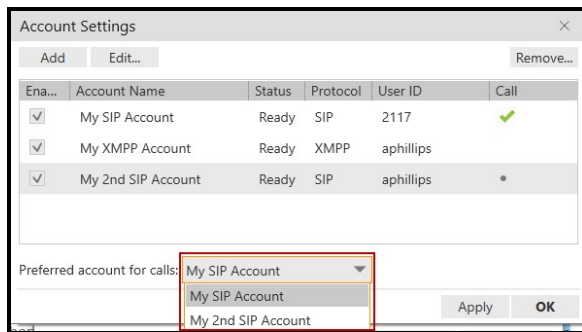 Account Settings
Add Edit... Remove...
Ena... Account Name Status Protocol User ID Call
My SIP Account Ready SIP 2117
My XMPP Account Ready XMPP aphillips
My 2nd SIP Account Ready SIP aphillips
Preferred account for calls: My SIP Account
My SIP Account
My 2nd SIP Account
Apply OK